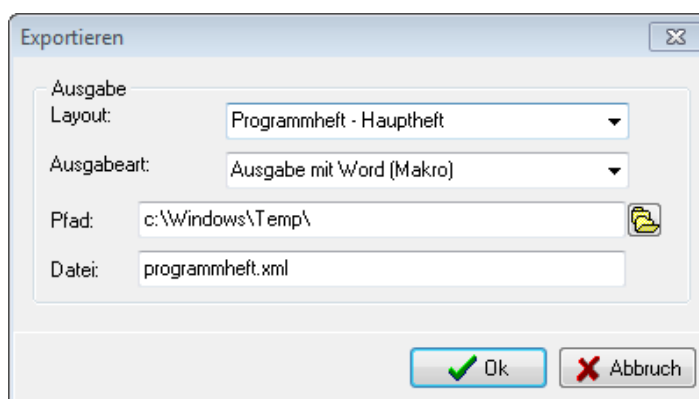 Exportieren
Ausgabe
Layout: Programmheft - Hauptheft
Ausgabeart: Ausgabe mit Word (Makro)
Pfad: c:\Windows\Temp\
Datei: programmheft.xml
Ok Abbruch